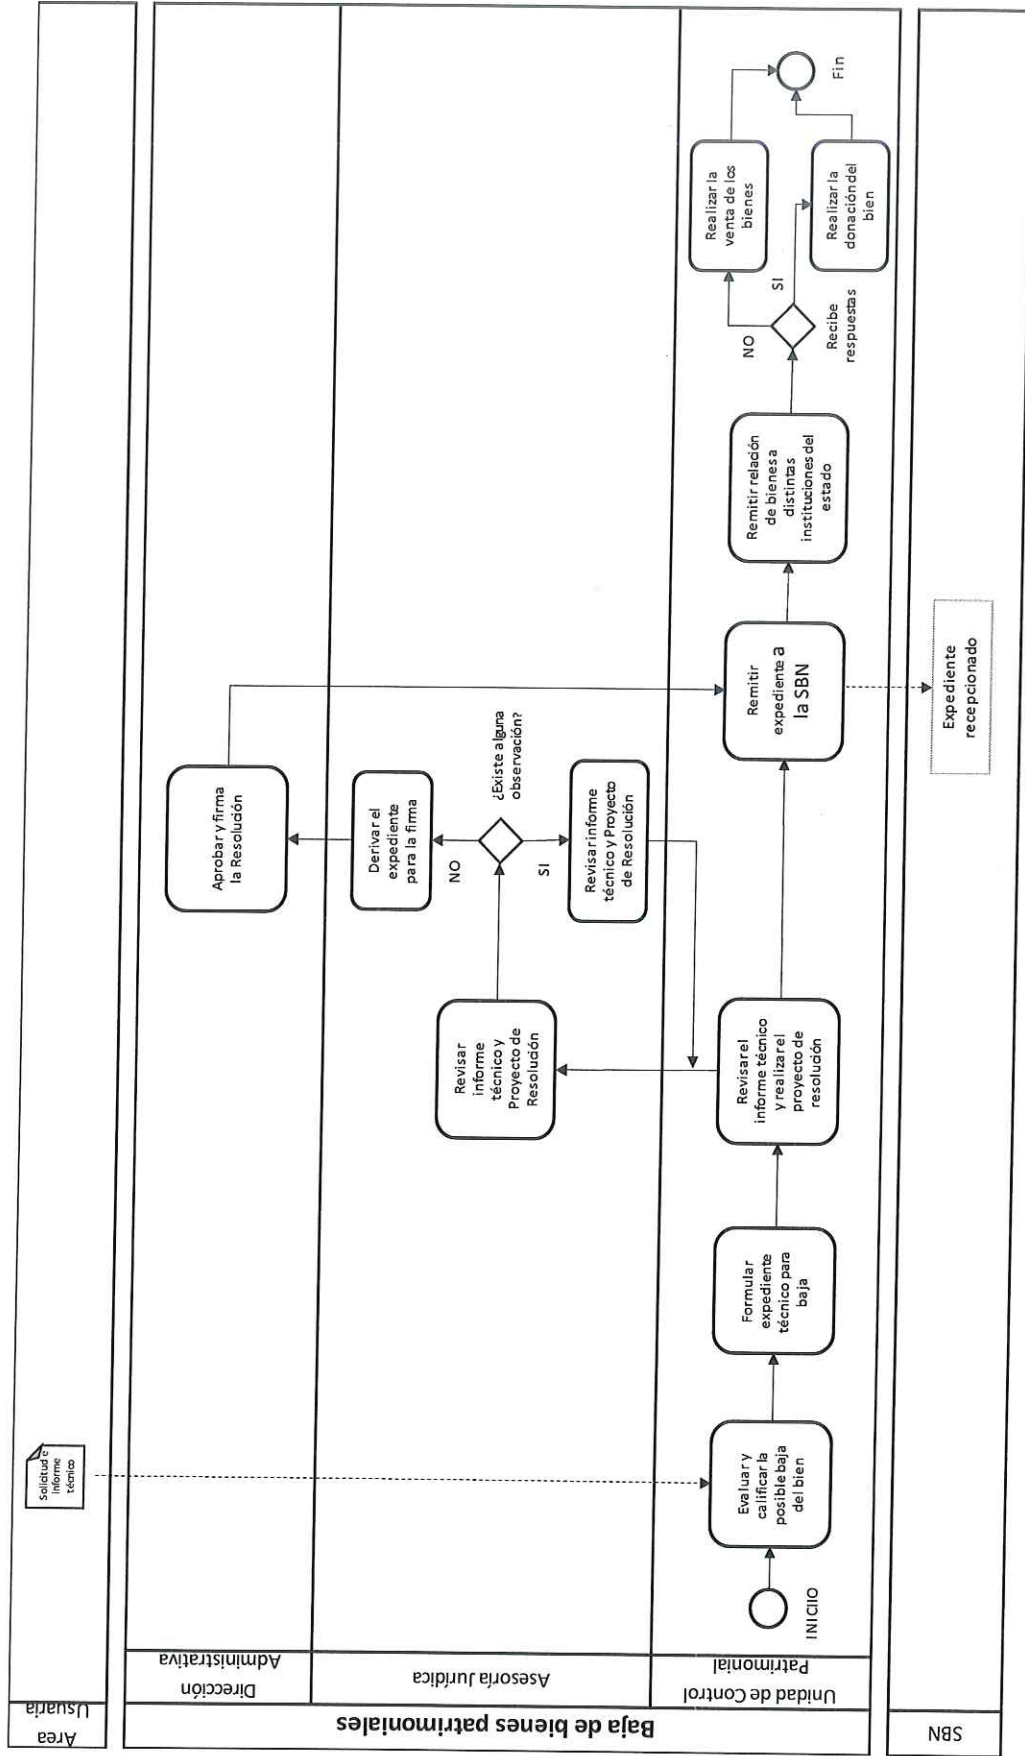 Area
Usuaria
Baja de bienes patrimoniales
Dirección
Administrativa
Asesoría Jurídica
Unidad de Control
Patrimonial
SBN
Solicitud e
informe
técnico
INICIIO
Evaluar y
calificar la
posible baja
del bien
Formular
expediente
técnico para
baja
Revisar el
informe técnico
y realizar el
proyecto de
resolución
Revisar
informe
técnico y
Proyecto de
Resolución
¿Existe alguna
observación?
NO
SI
Derivar el
expediente
para la firma
Revisar informe
técnico y Proyecto
de Resolución
Aprobar y firma
la Resolución
Remitir
expediente a
la SBN
Expediente
recepcionado
Remitir relación
de bienes a
distintas
instituciones del
estado
Recibe
respuestas
NO
SI
Realizar la
venta de los
bienes
Realizar la
donación del
bien
Fin